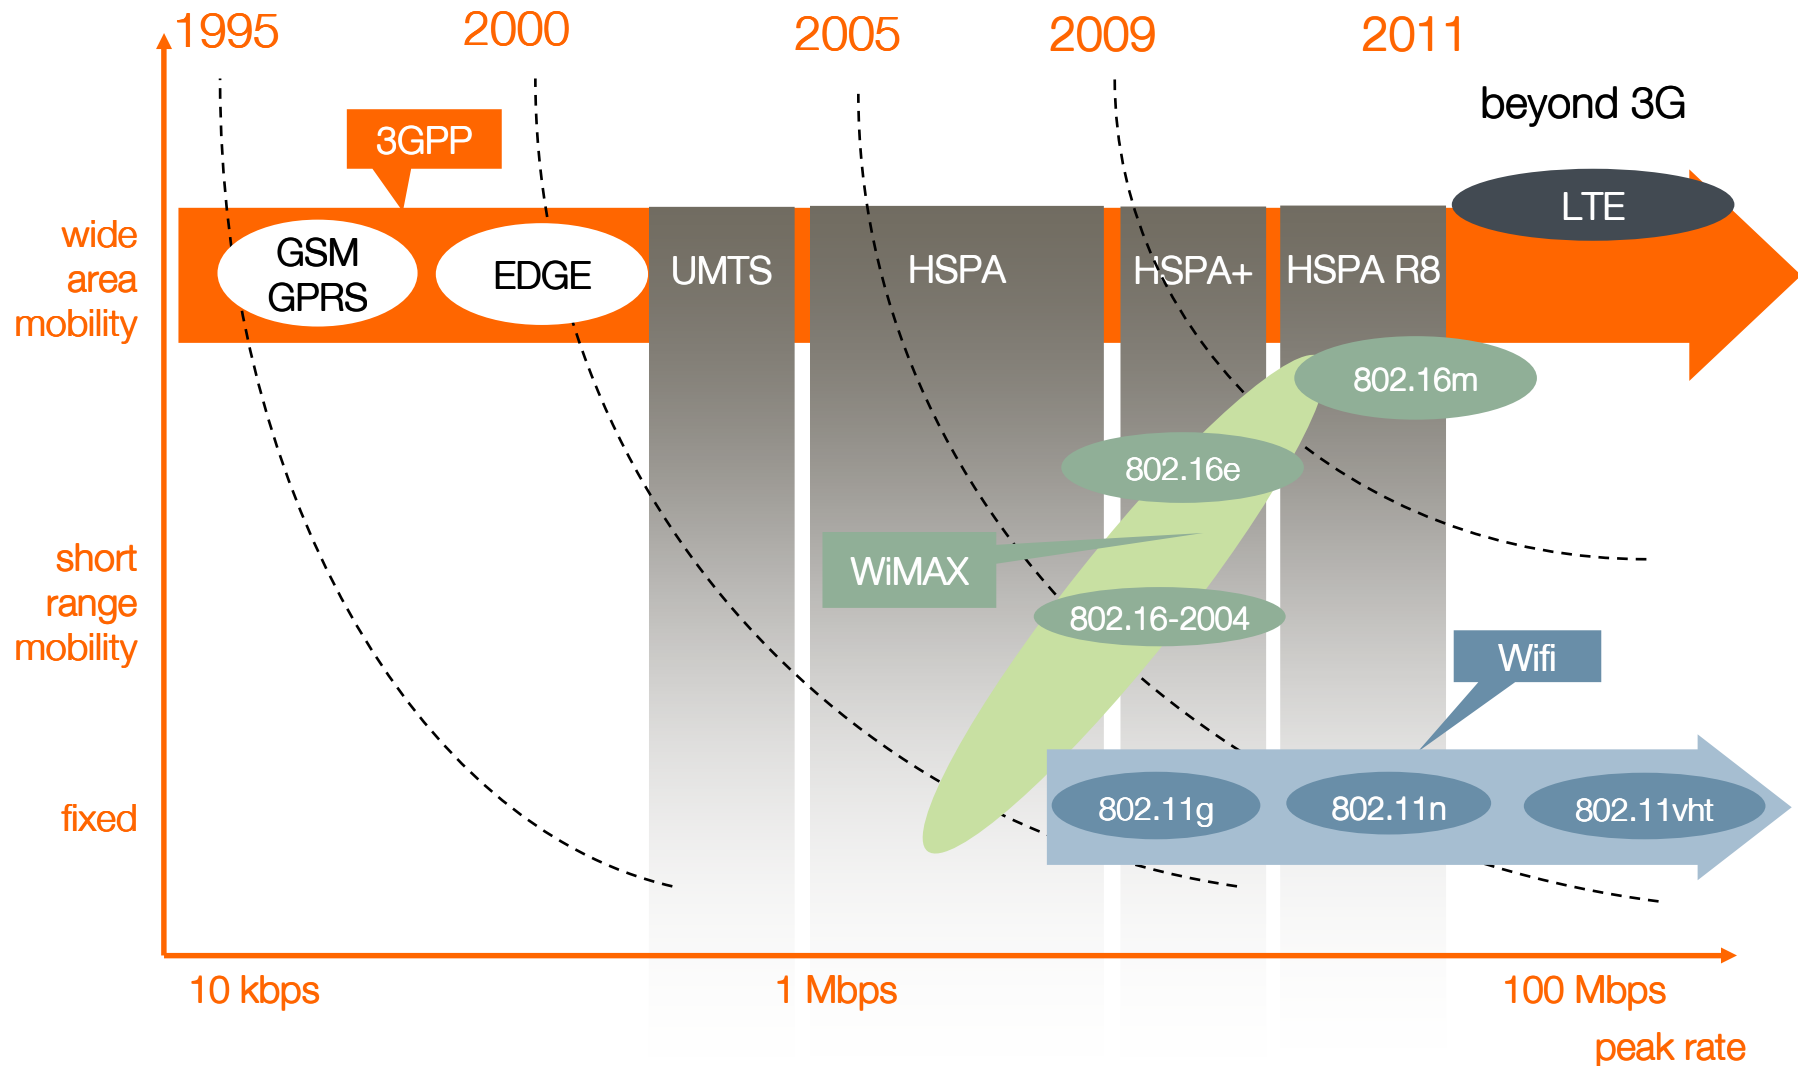 1995
2000
2005
2009
2011
beyond 3G
3GPP
LTE
wide
area
mobility
GSM
GPRS
EDGE
UMTS
HSPA
HSPA+
HSPA R8
802.16m
802.16e
WiMAX
802.16-2004
short
range
mobility
Wifi
fixed
802.11g
802.11n
802.11vht
10 kbps
1 Mbps
100 Mbps
peak rate